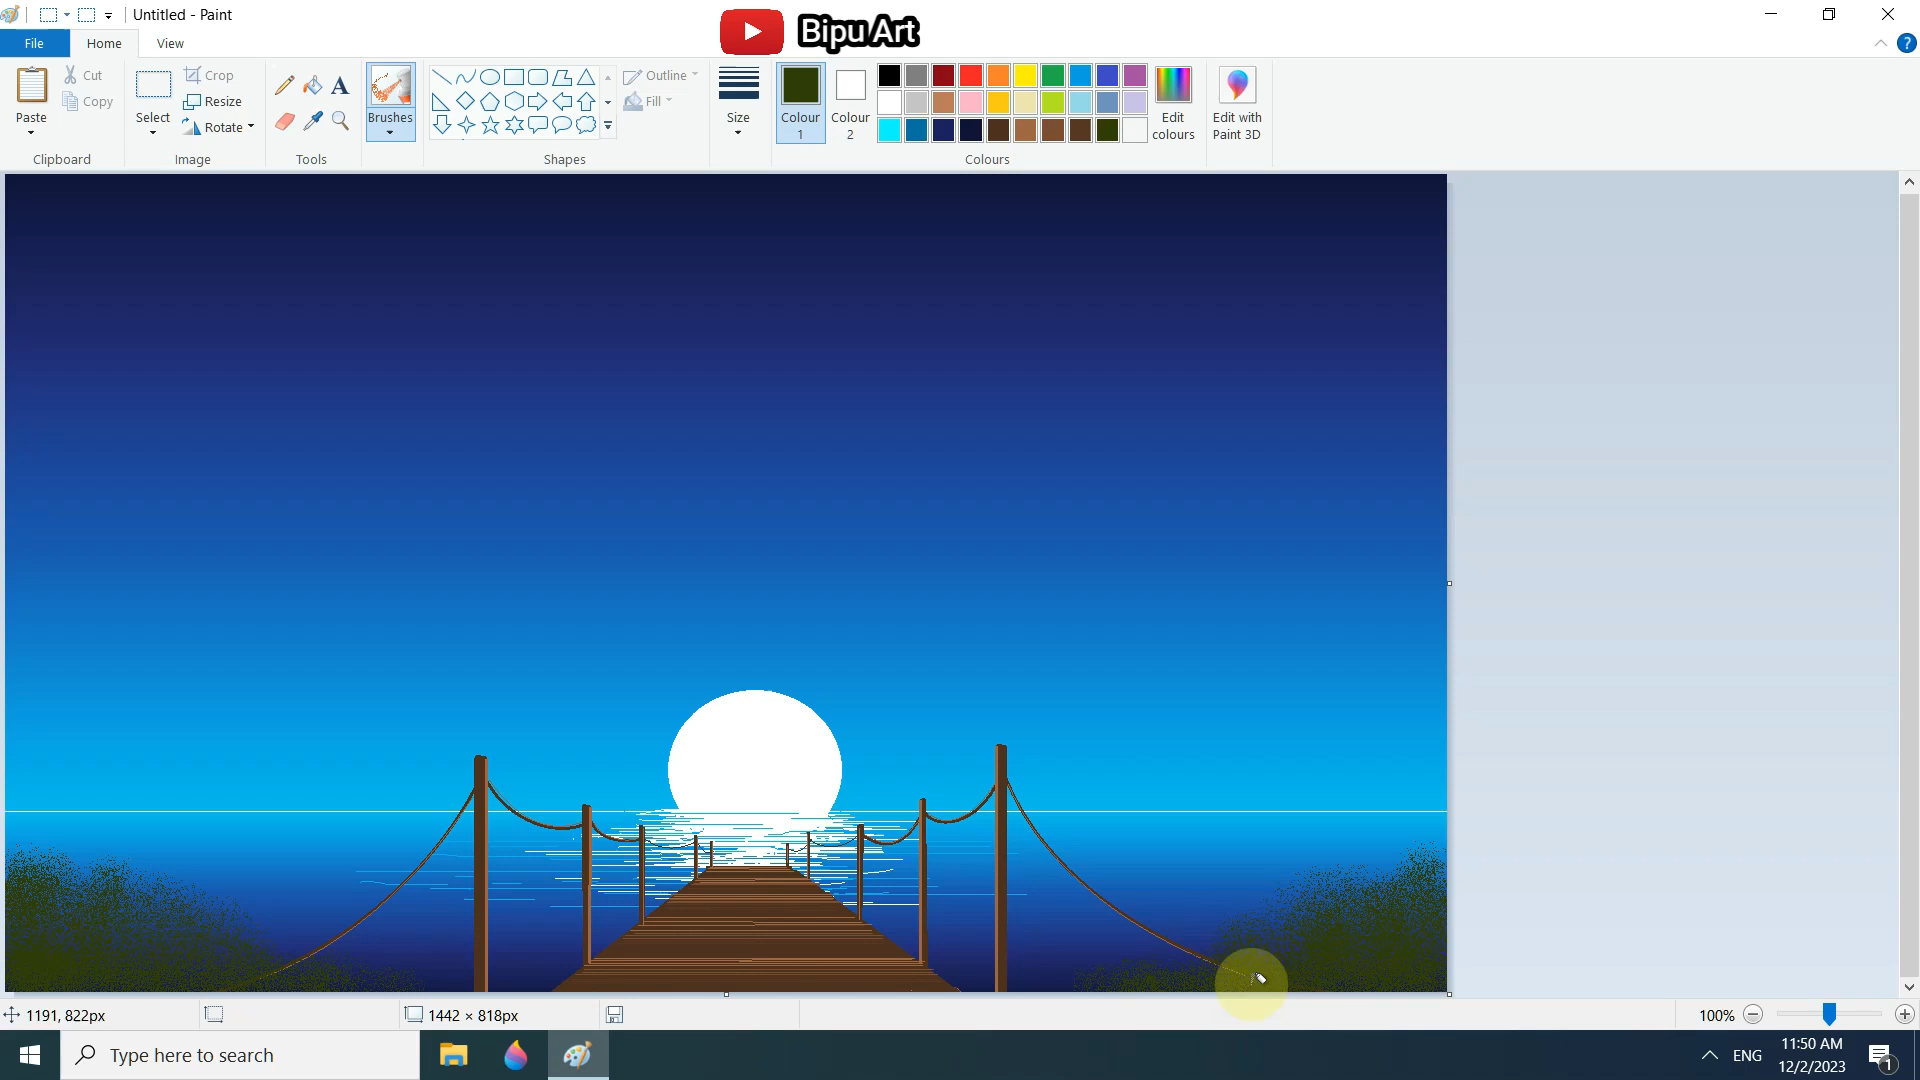 Untitled - Paint
Bipu Art
File
Home
View
?
Paste
Cut
Copy
Clipboard
Select
Crop
Resize
Rotate
Image
A
Tools
Brushes
Shapes
Outline
Fill
Size
Colour 1
Colour 2
Edit colours
Colours
Edit with Paint 3D
1191, 822px
1442 × 818px
100%
Type here to search
ENG
11:50 AM
12/2/2023
1